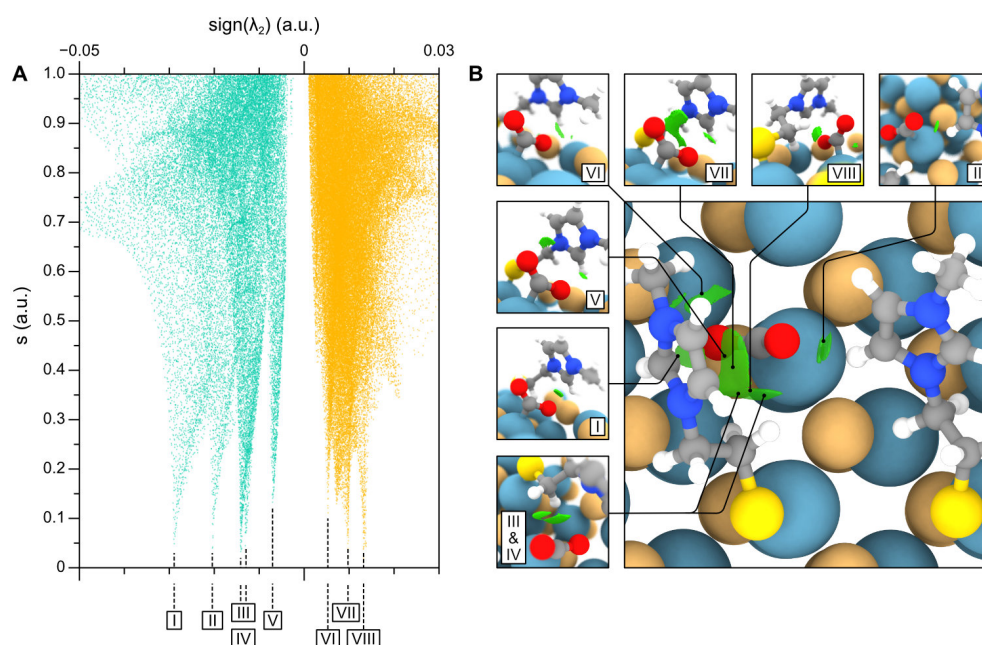 sign(λ₂) (a.u.)
−0.05
0
0.03
A
1.0
0.9
0.8
0.7
0.6
0.5
0.4
0.3
0.2
0.1
0
s (a.u.)
I
II
III
IV
V
VI
VII
VIII
B
VI
VII
VIII
II
V
I
III
&
IV